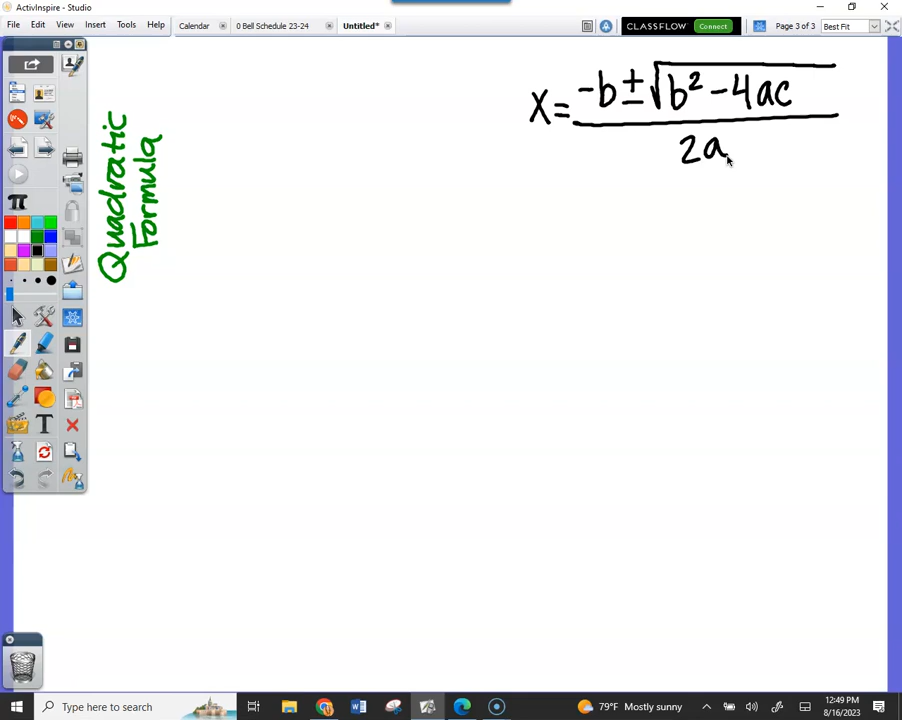 ActivInspire - Studio
File Edit View Insert Tools Help
Calendar
0 Bell Schedule 23-24
Untitled*
CLASSFLOW Connect
Page 3 of 3
Best Fit
Quadratic
Formula
x = -b ± √b² - 4ac
2a
π
T
Type here to search
W
79°F Mostly sunny
12:49 PM
8/16/2023